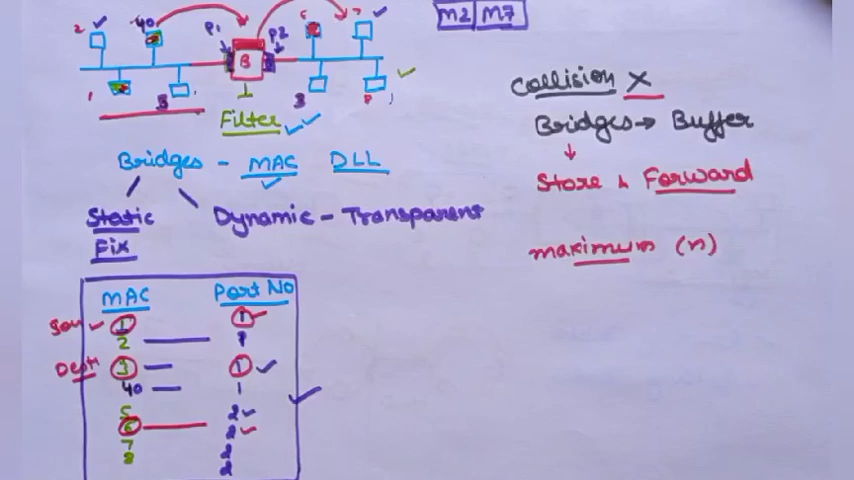 M2 M7
2 40 6 7
P1 P2
B
1 3 3 8
Filter
Collision X
Bridges → Buffer
Store & Forward
maximum (n)
Bridges - MAC DLL
Static Dynamic - Transparent
Fix
MAC Port No
Sou 1 1
2 1
Destn 3 1
40 1
5 2
6 2
7 2
8 2